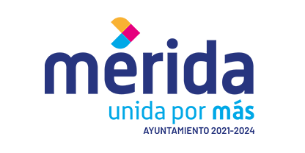 mérida
unida por más
AYUNTAMIENTO 2021-2024